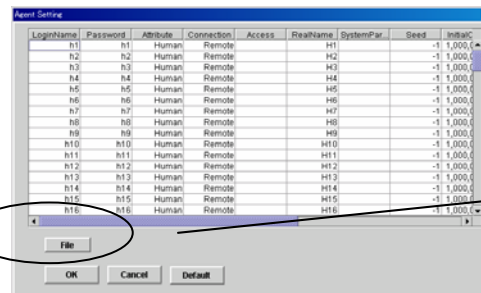 Agent Setting
LoginName Password Attribute Connection Access RealName SystemPar... Seed InitialC
h1 h1 Human Remote H1 -1 1,000,0
h2 h2 Human Remote H2 -1 1,000,0
h3 h3 Human Remote H3 -1 1,000,0
h4 h4 Human Remote H4 -1 1,000,0
h5 h5 Human Remote H5 -1 1,000,0
h6 h6 Human Remote H6 -1 1,000,0
h7 h7 Human Remote H7 -1 1,000,0
h8 h8 Human Remote H8 -1 1,000,0
h9 h9 Human Remote H9 -1 1,000,0
h10 h10 Human Remote H10 -1 1,000,0
h11 h11 Human Remote H11 -1 1,000,0
h12 h12 Human Remote H12 -1 1,000,0
h13 h13 Human Remote H13 -1 1,000,0
h14 h14 Human Remote H14 -1 1,000,0
h15 h15 Human Remote H15 -1 1,000,0
h16 h16 Human Remote H16 -1 1,000,0
File
OK Cancel Default